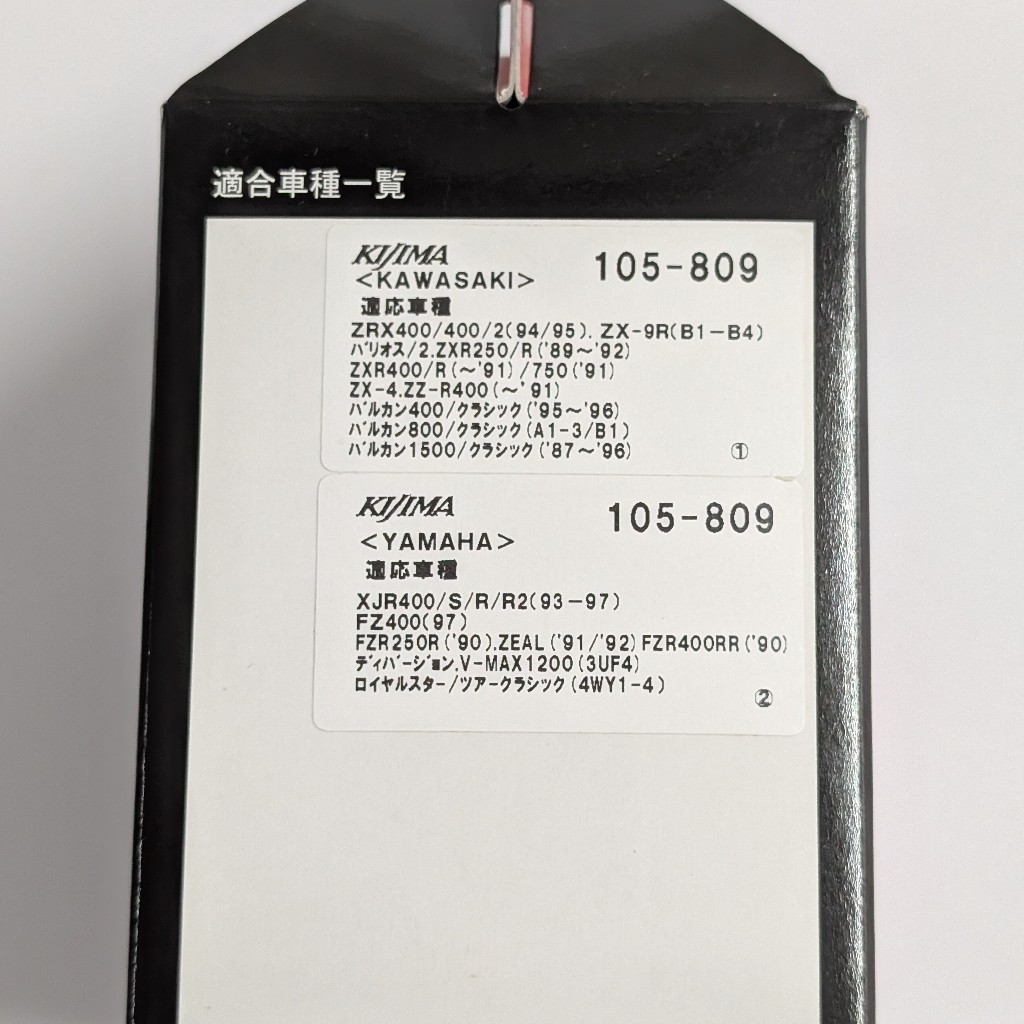 適合車種一覧
KIJIMA 105-809
<KAWASAKI>
適応車種
ZRX400/400/2(94/95). ZX-9R(B1-B4)
バリオス/2.ZXR250/R('89～'92)
ZXR400/R(～'91)/750('91)
ZX-4.ZZ-R400(～'91)
バルカン400/クラシック('95～'96)
バルカン800/クラシック(A1-3/B1)
バルカン1500/クラシック('87～'96)
①
KIJIMA 105-809
<YAMAHA>
適応車種
XJR400/S/R/R2(93-97)
FZ400(97)
FZR250R('90).ZEAL('91/'92)FZR400RR('90)
ディバージョン.V-MAX1200(3UF4)
ロイヤルスター/ツアークラシック(4WY1-4)
②